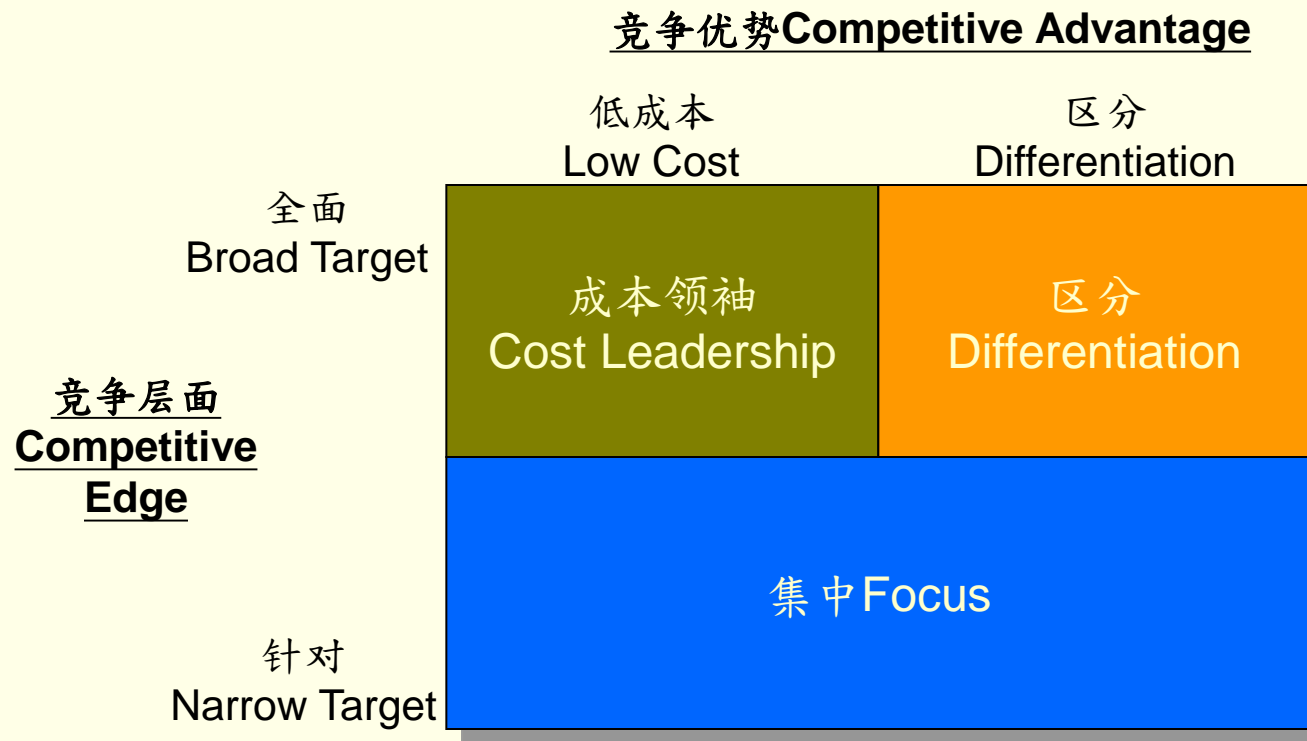 竞争优势Competitive Advantage
低成本
Low Cost
区分
Differentiation
全面
Broad Target
成本领袖
Cost Leadership
区分
Differentiation
竞争层面
Competitive
Edge
集中Focus
针对
Narrow Target